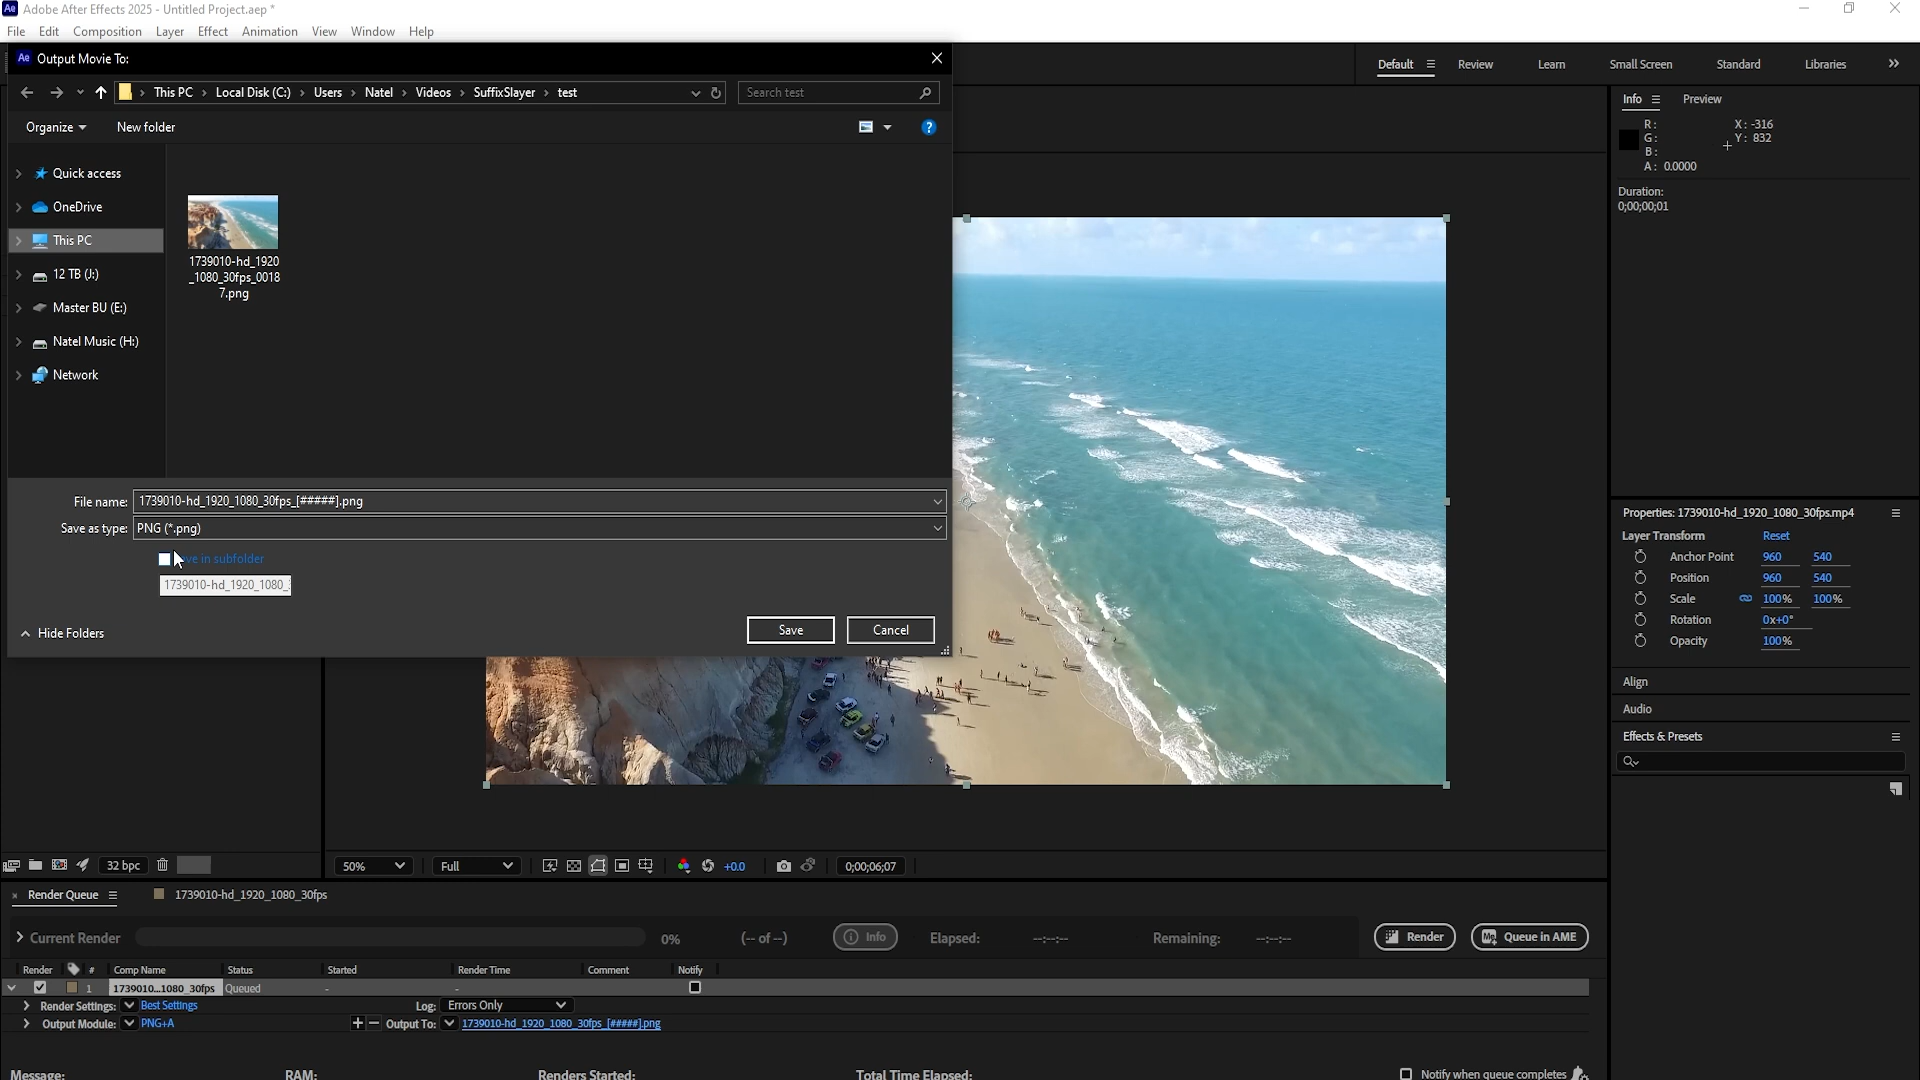 Adobe After Effects 2025 - Untitled Project.aep *
File Edit Composition Layer Effect Animation View Window Help
Output Movie To:
This PC > Local Disk (C:) > Users > Natel > Videos > SuffixSlayer > test
Search test
Organize
New folder
Quick access
OneDrive
This PC
12 TB (J:)
Master BU (E:)
Natel Music (H:)
Network
1739010-hd_1920
_1080_30fps_0018
7.png
File name: 1739010-hd_1920_1080_30fps_[#####].png
Save as type: PNG (*.png)
in subfolder
1739010-hd_1920_1080_
Hide Folders
Save
Cancel
Default
Review
Learn
Small Screen
Standard
Libraries
Info
Preview
R:
G:
B:
A: 0.0000
X: -316
Y: 832
Duration:
0;00;00;01
Properties: 1739010-hd_1920_1080_30fps.mp4
Layer Transform Reset
Anchor Point 960 540
Position 960 540
Scale 100% 100%
Rotation 0x+0°
Opacity 100%
Align
Audio
Effects & Presets
32 bpc
50%
Full
+0.0
0;00;06;07
Render Queue
1739010-hd_1920_1080_30fps
Current Render
0%
(-- of --)
Info
Elapsed: --:--:--
Remaining: --:--:--
Render
Queue in AME
Render # Comp Name Status Started Render Time Comment Notify
1 1739010...1080_30fps Queued - -
Render Settings: Best Settings
Log: Errors Only
Output Module: PNG+A
Output To: 1739010-hd_1920_1080_30fps_[#####].png
Message:
RAM:
Renders Started:
Total Time Elapsed:
Notify when queue completes